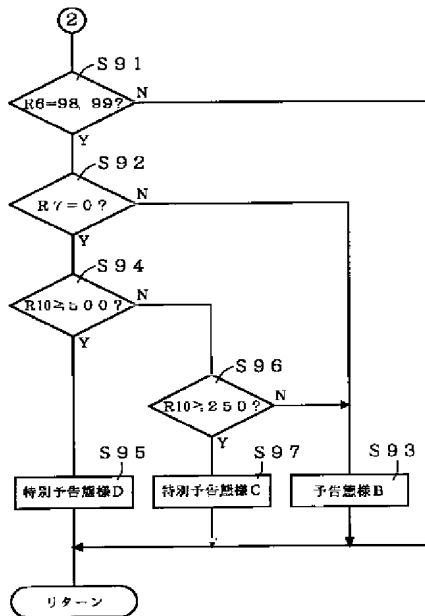 ②
S91
R6=98, 99?
N
Y
S92
R7=0?
N
Y
S94
R10≧500?
N
Y
S96
R10≧250?
N
Y
S95
S97
S93
特別予告態様D
特別予告態様C
予告態様B
リターン